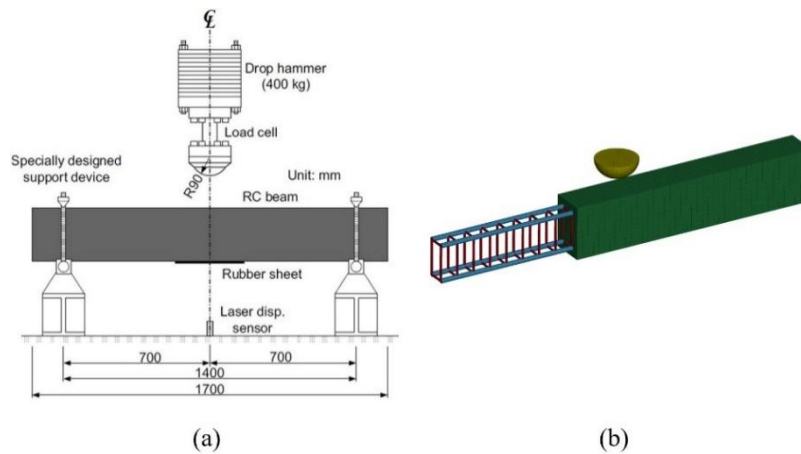 ℄
Drop hammer
(400 kg)
Load cell
R90
Specially designed
support device
Unit: mm
RC beam
Rubber sheet
Laser disp.
sensor
700
700
1400
1700
(a)
(b)